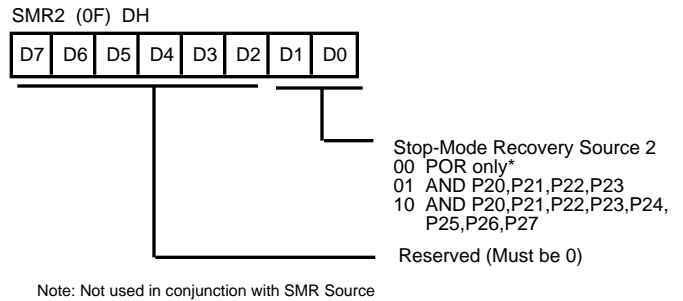 SMR2 (0F) DH
D7 D6 D5 D4 D3 D2 D1 D0
Stop-Mode Recovery Source 2
00 POR only*
01 AND P20,P21,P22,P23
10 AND P20,P21,P22,P23,P24,
P25,P26,P27
Reserved (Must be 0)
Note: Not used in conjunction with SMR Source